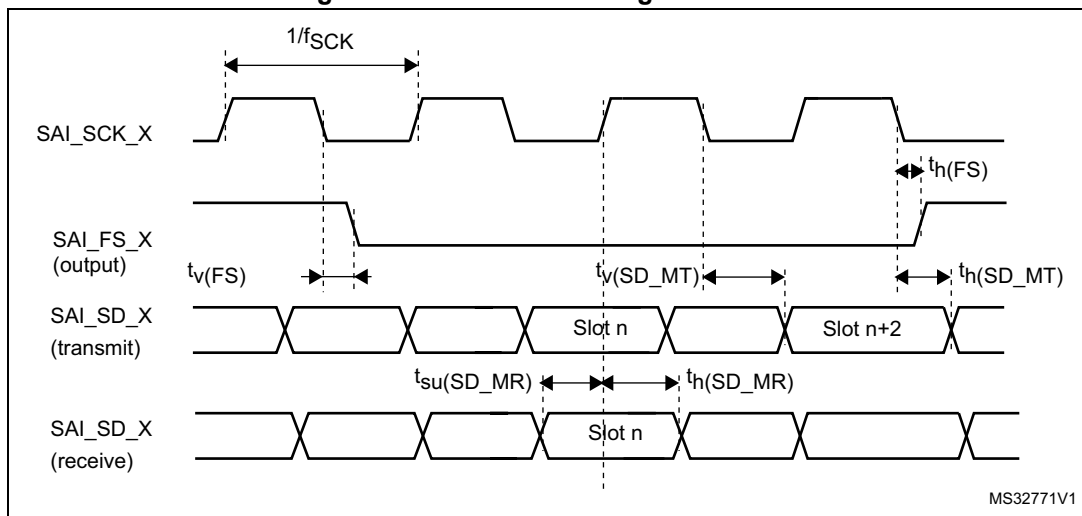 1/fSCK
SAI_SCK_X
th(FS)
SAI_FS_X
(output)
tv(FS)
tv(SD_MT)
th(SD_MT)
SAI_SD_X
(transmit)
Slot n
Slot n+2
tsu(SD_MR)
th(SD_MR)
SAI_SD_X
(receive)
Slot n
MS32771V1